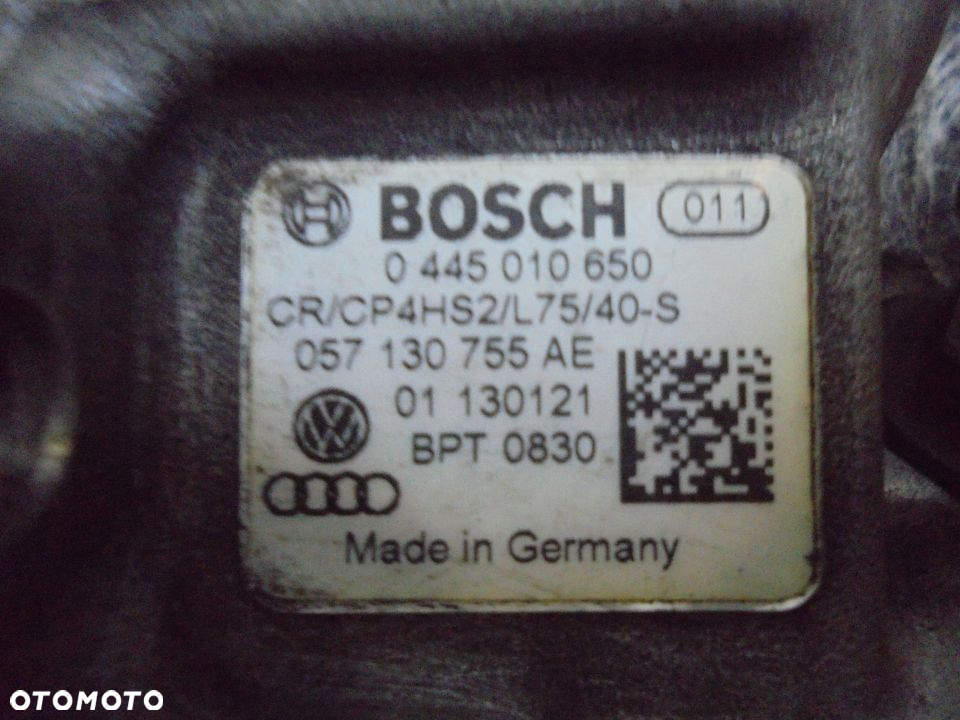 BOSCH 011
0 445 010 650
CR/CP4HS2/L75/40-S
057 130 755 AE
01 130121
BPT 0830
Made in Germany
OTOMOTO